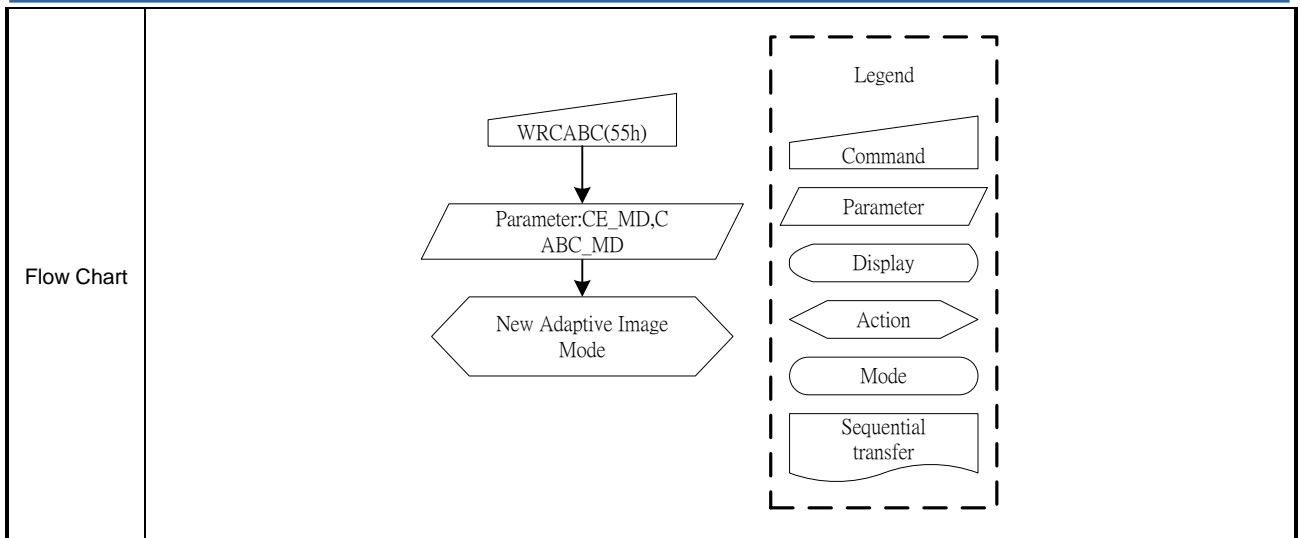 Flow Chart
WRCABC(55h)
Parameter:CE_MD,C
ABC_MD
New Adaptive Image
Mode
Legend
Command
Parameter
Display
Action
Mode
Sequential
transfer